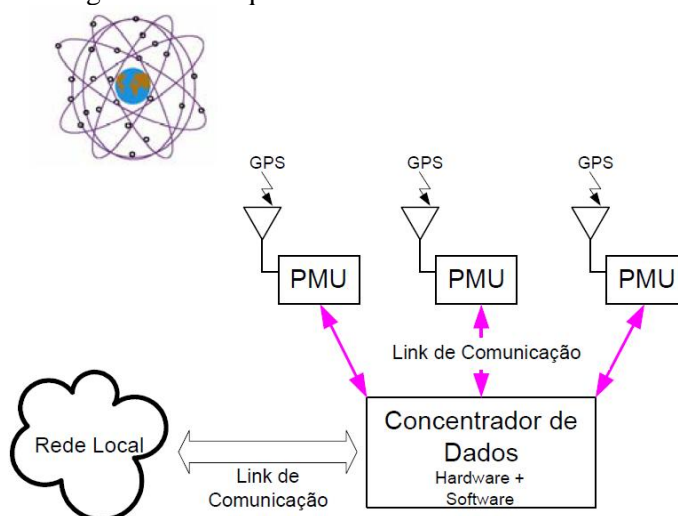 GPS GPS GPS
PMU PMU PMU
Link de Comunicação
Concentrador de
Dados
Hardware +
Software
Rede Local
Link de
Comunicação